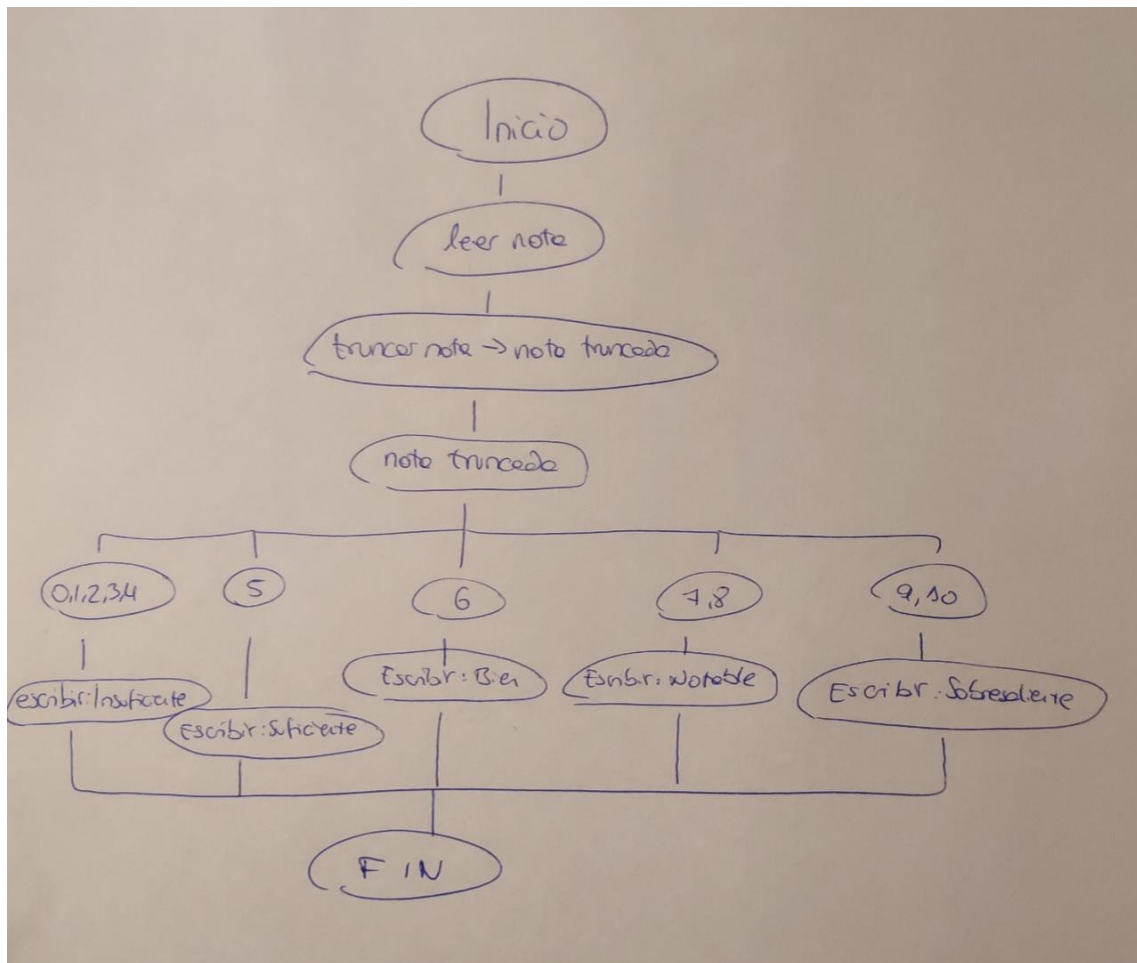 Inicio
leer nota
truncar nota → nota truncada
nota truncada
0,1,2,3,4
5
6
7,8
9,10
escribir: Insuficiente
Escribir: Suficiente
Escribir: Bien
Escribir: Notable
Escribir: Sobresaliente
FIN